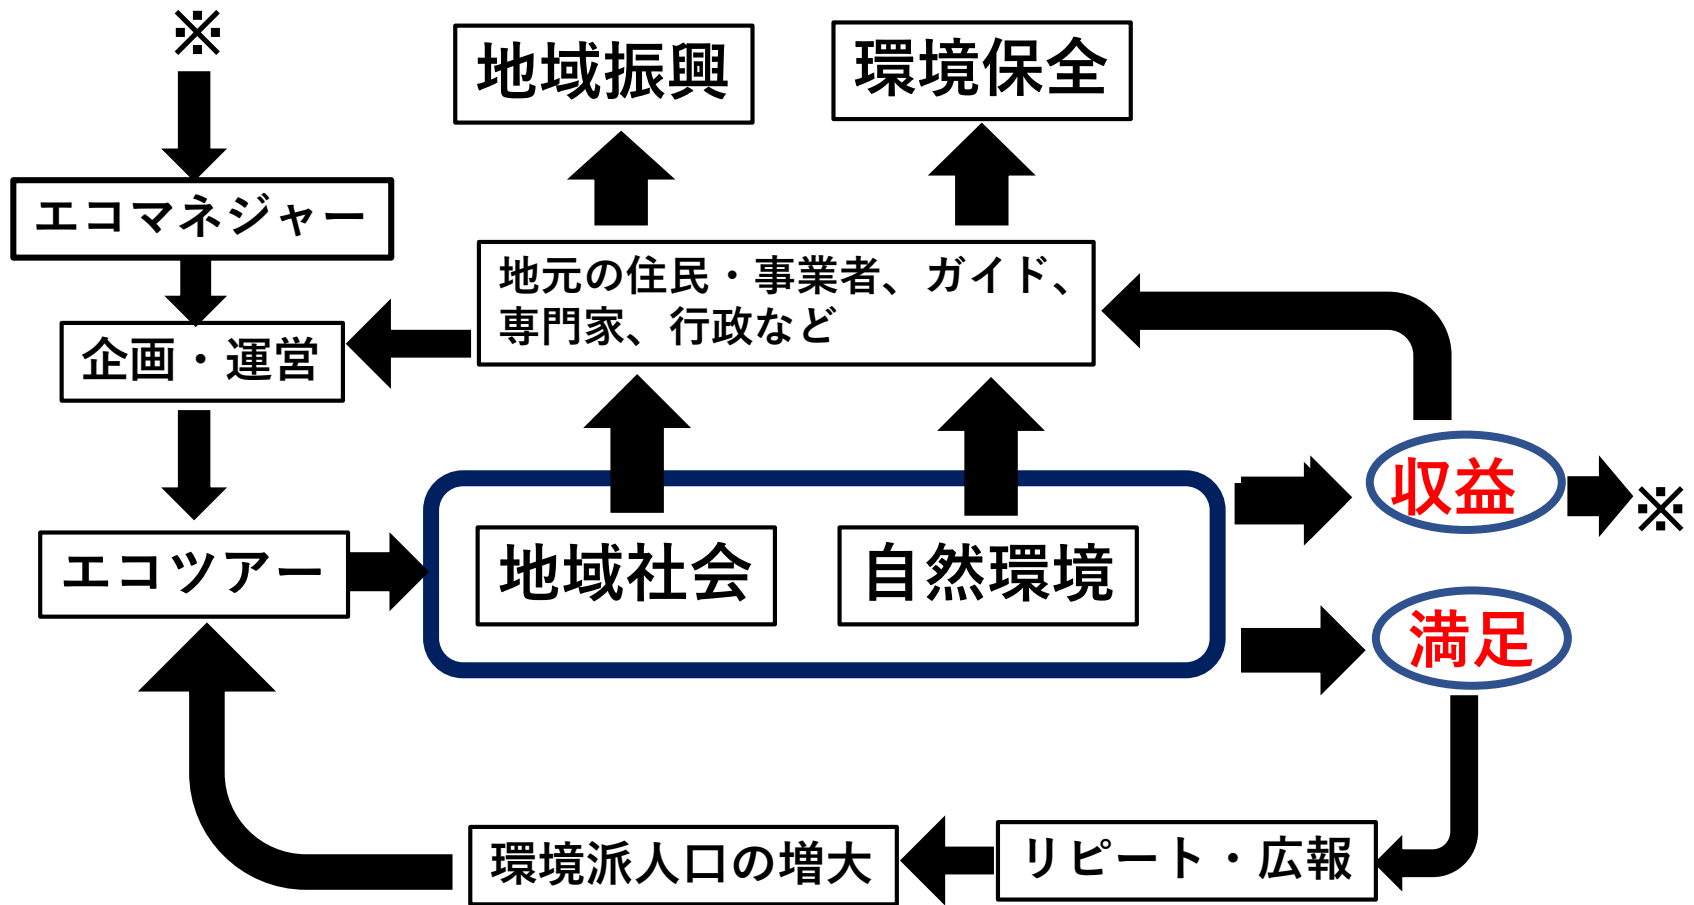 ※
地域振興
環境保全
エコマネジャー
地元の住民・事業者、ガイド、
専門家、行政など
企画・運営
収益
※
エコツアー
地域社会
自然環境
満足
環境派人口の増大
リピート・広報